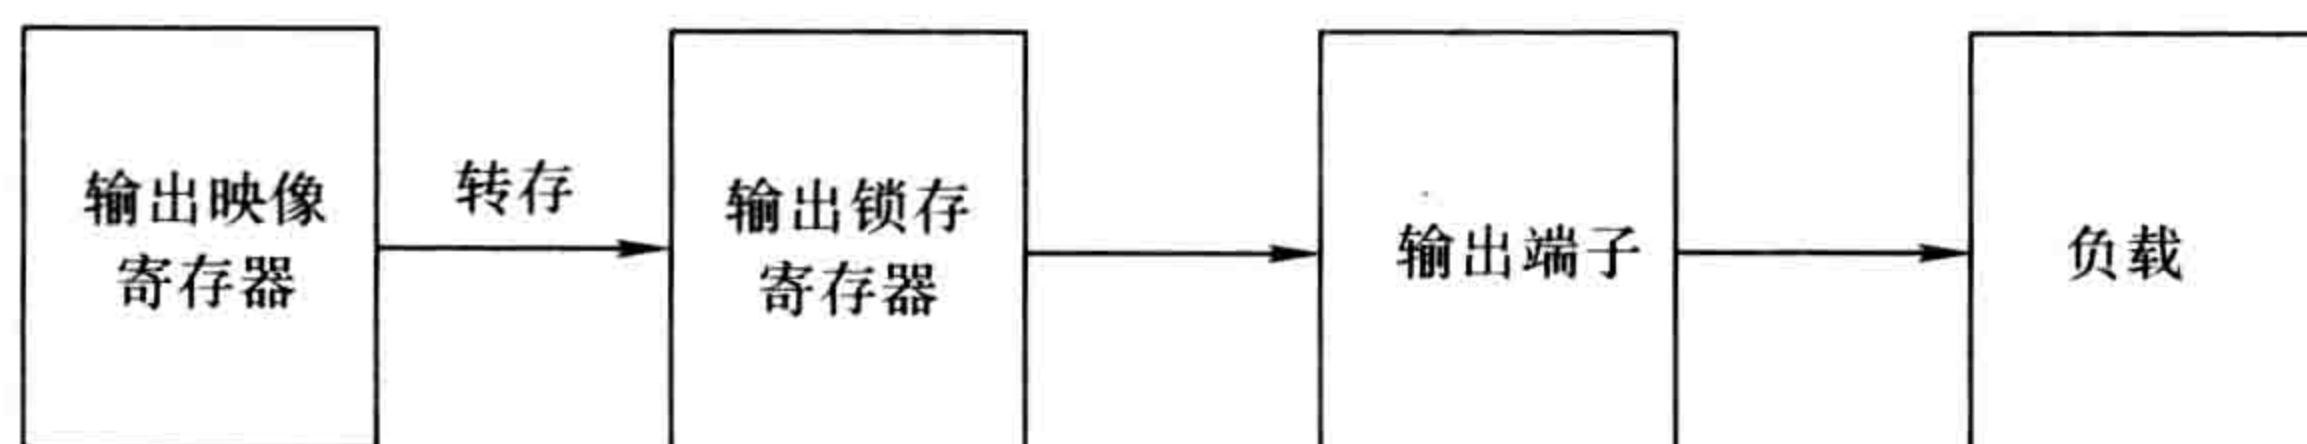 输出映像
寄存器
转存
输出锁存
寄存器
输出端子
负载